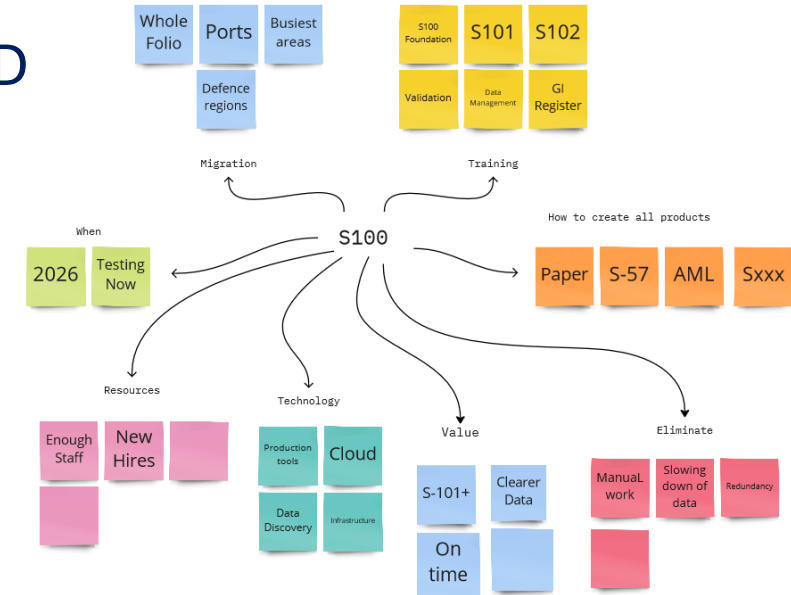 D
Whole
Folio
Ports
Busiest
areas
Defence
regions
Migration
S100
Foundation
S101
S102
Validation
Data
Management
GI
Register
Training
S100
When
2026
Testing
Now
How to create all products
Paper
S-57
AML
Sxxx
Resources
Enough
Staff
New
Hires
Technology
Production
tools
Cloud
Data
Discovery
Infrastructure
Value
S-101+
Clearer
Data
On
time
Eliminate
ManuaL
work
Slowing
down of
data
Redundancy